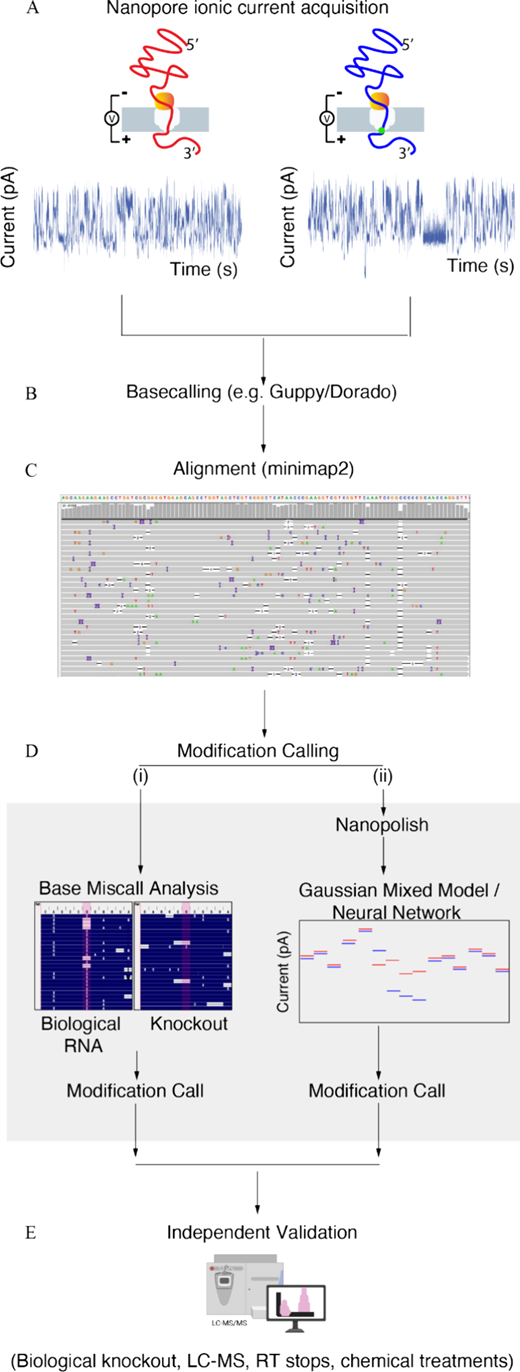 A Nanopore ionic current acquisition
5’ 5’
- -
V V
+ +
3’ 3’
Current (pA) Current (pA)
Time (s) Time (s)
B Basecalling (e.g. Guppy/Dorado)
C Alignment (minimap2)
D Modification Calling
(i) (ii)
Nanopolish
Base Miscall Analysis
Gaussian Mixed Model /
Neural Network
Current (pA)
Biological
RNA
Knockout
Modification Call Modification Call
E Independent Validation
LC-MS/MS
(Biological knockout, LC-MS, RT stops, chemical treatments)